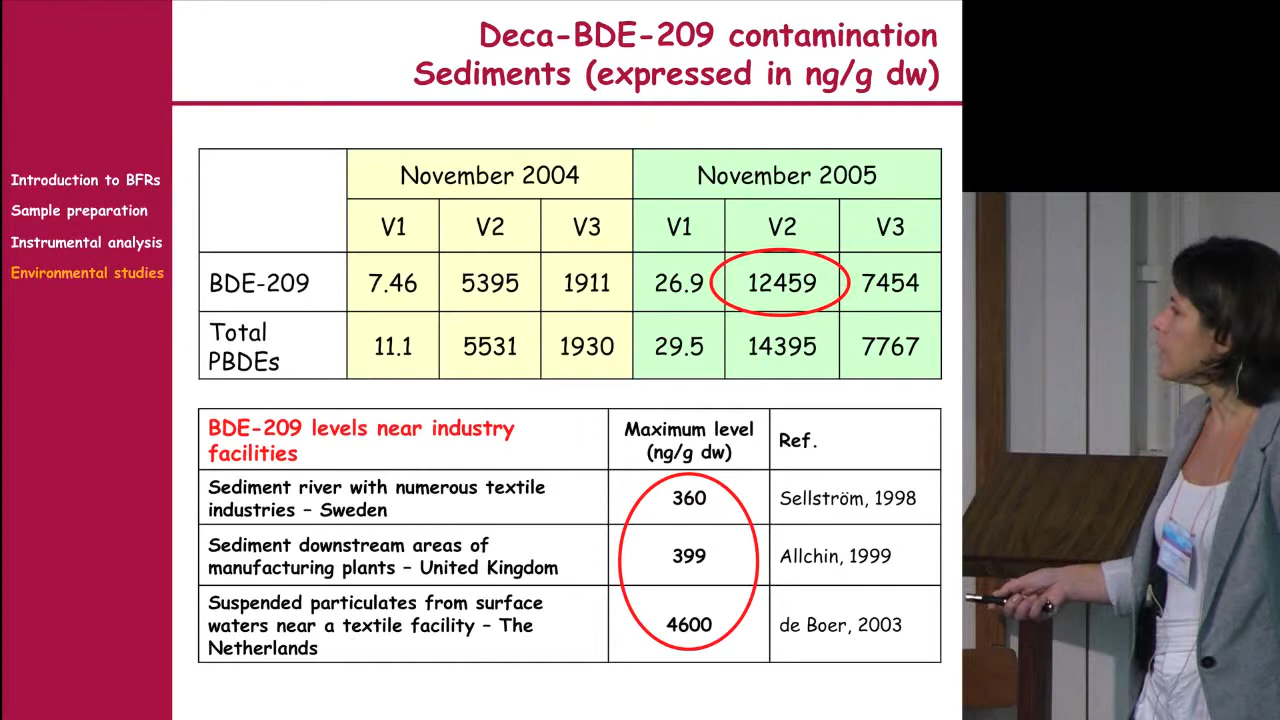 Deca-BDE-209 contamination
Sediments (expressed in ng/g dw)
Introduction to BFRs
Sample preparation
Instrumental analysis
Environmental studies
November 2004 November 2005
V1 V2 V3 V1 V2 V3
BDE-209 7.46 5395 1911 26.9 12459 7454
Total
PBDEs 11.1 5531 1930 29.5 14395 7767
BDE-209 levels near industry
facilities
Maximum level
(ng/g dw)
Ref.
Sediment river with numerous textile
industries – Sweden
360
Sellström, 1998
Sediment downstream areas of
manufacturing plants – United Kingdom
399
Allchin, 1999
Suspended particulates from surface
waters near a textile facility – The
Netherlands
4600
de Boer, 2003